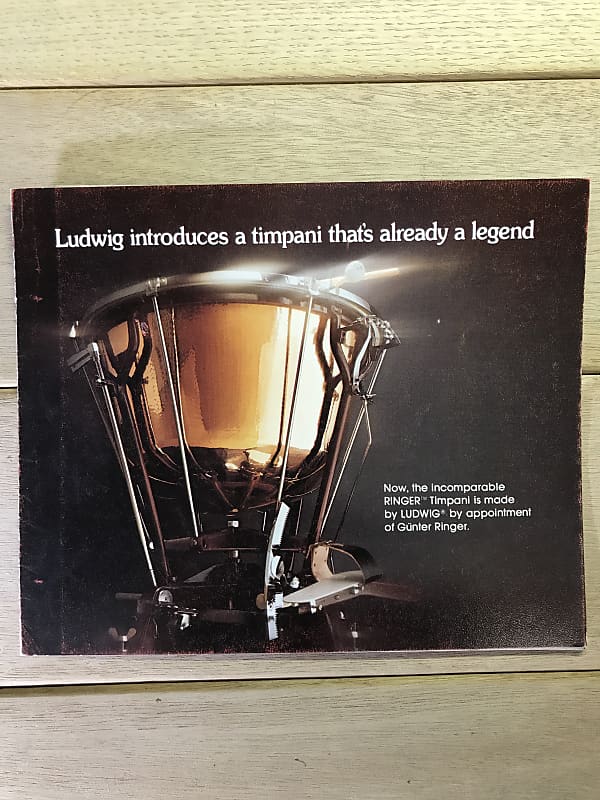 Ludwig introduces a timpani that's already a legend
Now, the incomparable
RINGER™ Timpani is made
by LUDWIG® by appointment
of Günter Ringer.